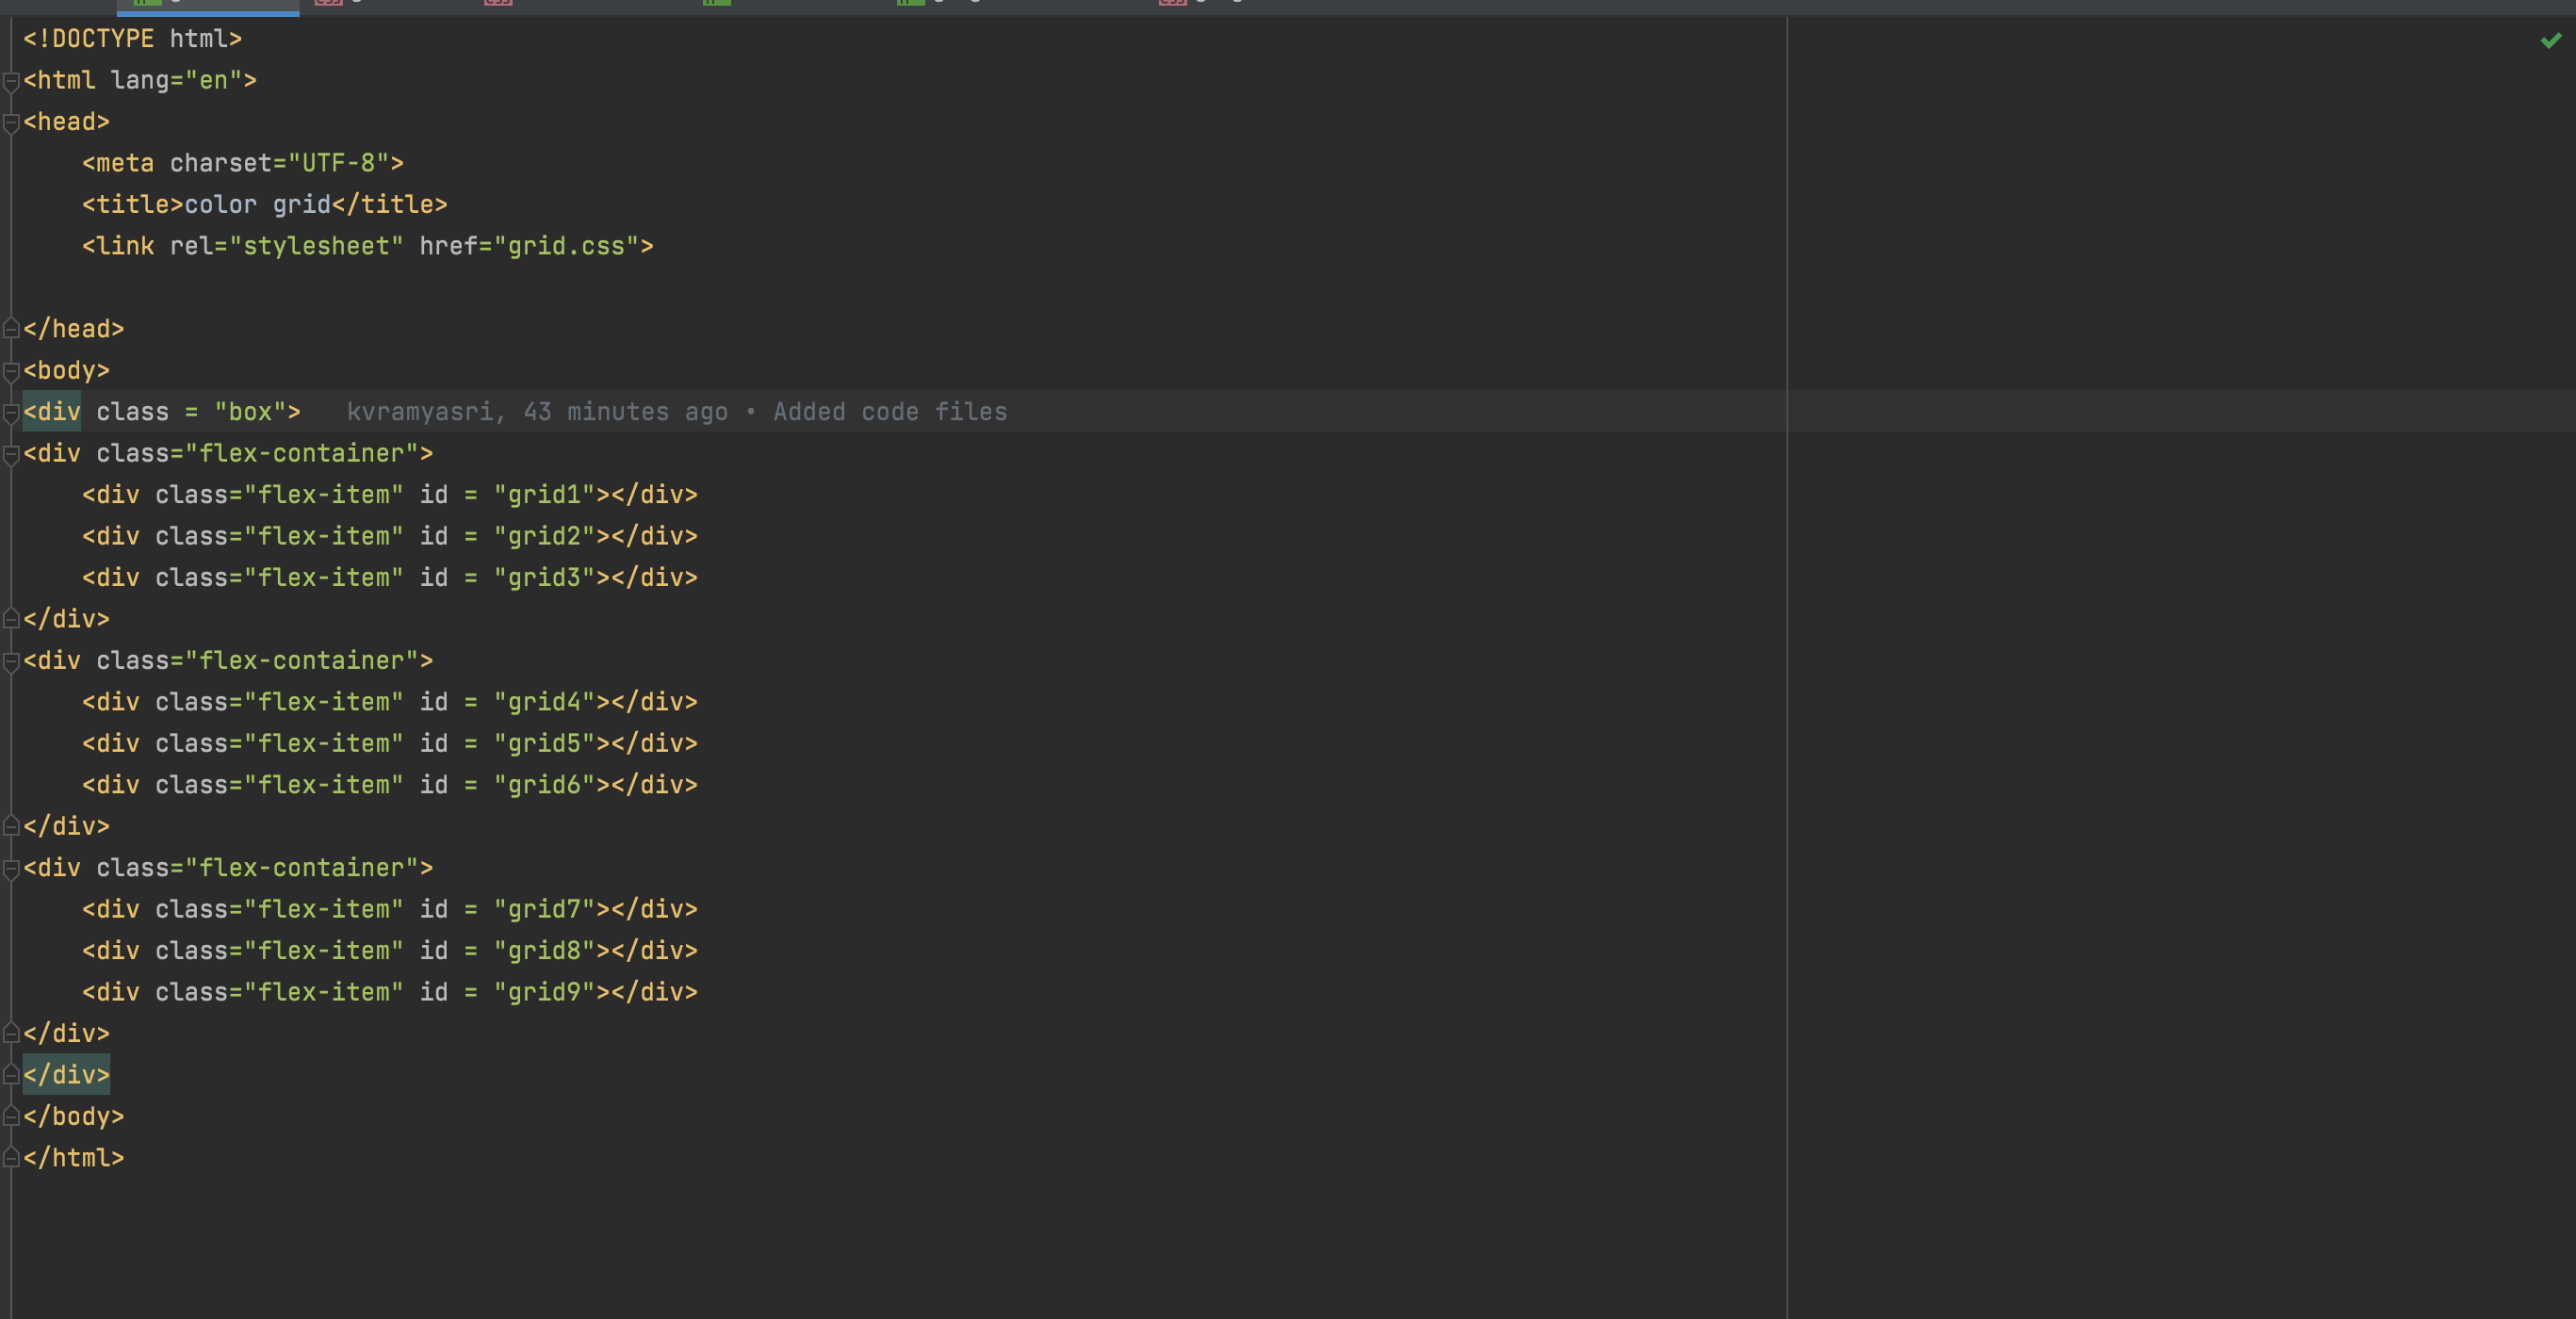 <!DOCTYPE html>
<html lang="en">
<head>
    <meta charset="UTF-8">
    <title>color grid</title>
    <link rel="stylesheet" href="grid.css">
</head>
<body>
<div class = "box">   kvramyasri, 43 minutes ago • Added code files
<div class="flex-container">
    <div class="flex-item" id = "grid1"></div>
    <div class="flex-item" id = "grid2"></div>
    <div class="flex-item" id = "grid3"></div>
</div>
<div class="flex-container">
    <div class="flex-item" id = "grid4"></div>
    <div class="flex-item" id = "grid5"></div>
    <div class="flex-item" id = "grid6"></div>
</div>
<div class="flex-container">
    <div class="flex-item" id = "grid7"></div>
    <div class="flex-item" id = "grid8"></div>
    <div class="flex-item" id = "grid9"></div>
</div>
</div>
</body>
</html>